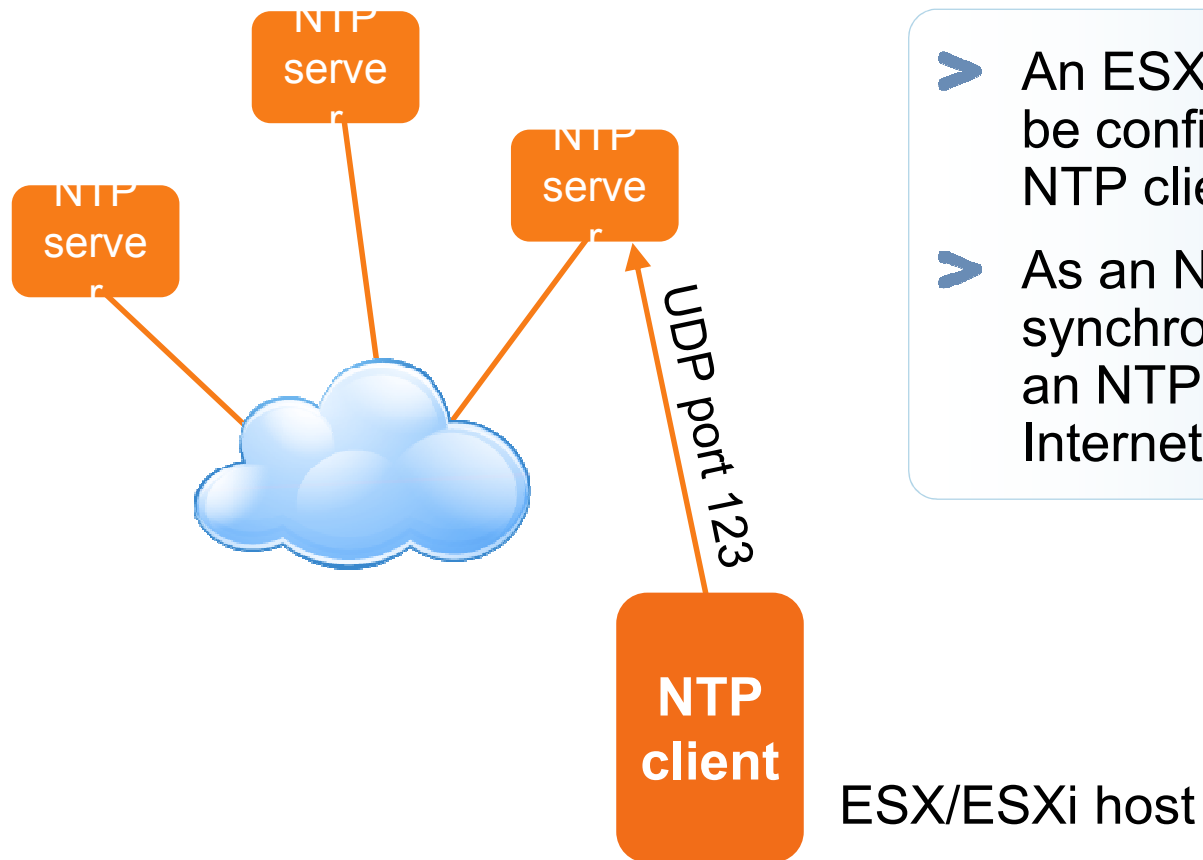 NTP
serve
r
NTP
serve
r
NTP
serve
r
UDP port 123
NTP
client
ESX/ESXi host
An ESX
be confi
NTP clie
As an N
synchro
an NTP
Internet